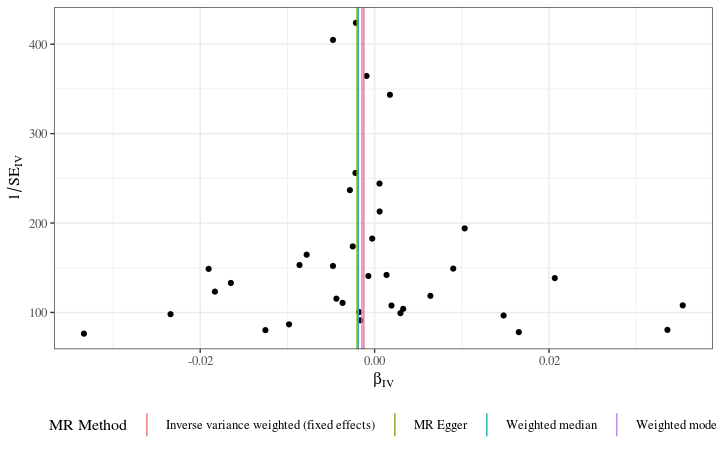 400
300
200
100
1/SE_IV
-0.02
0.00
0.02
β_IV
MR Method
Inverse variance weighted (fixed effects)
MR Egger
Weighted median
Weighted mode